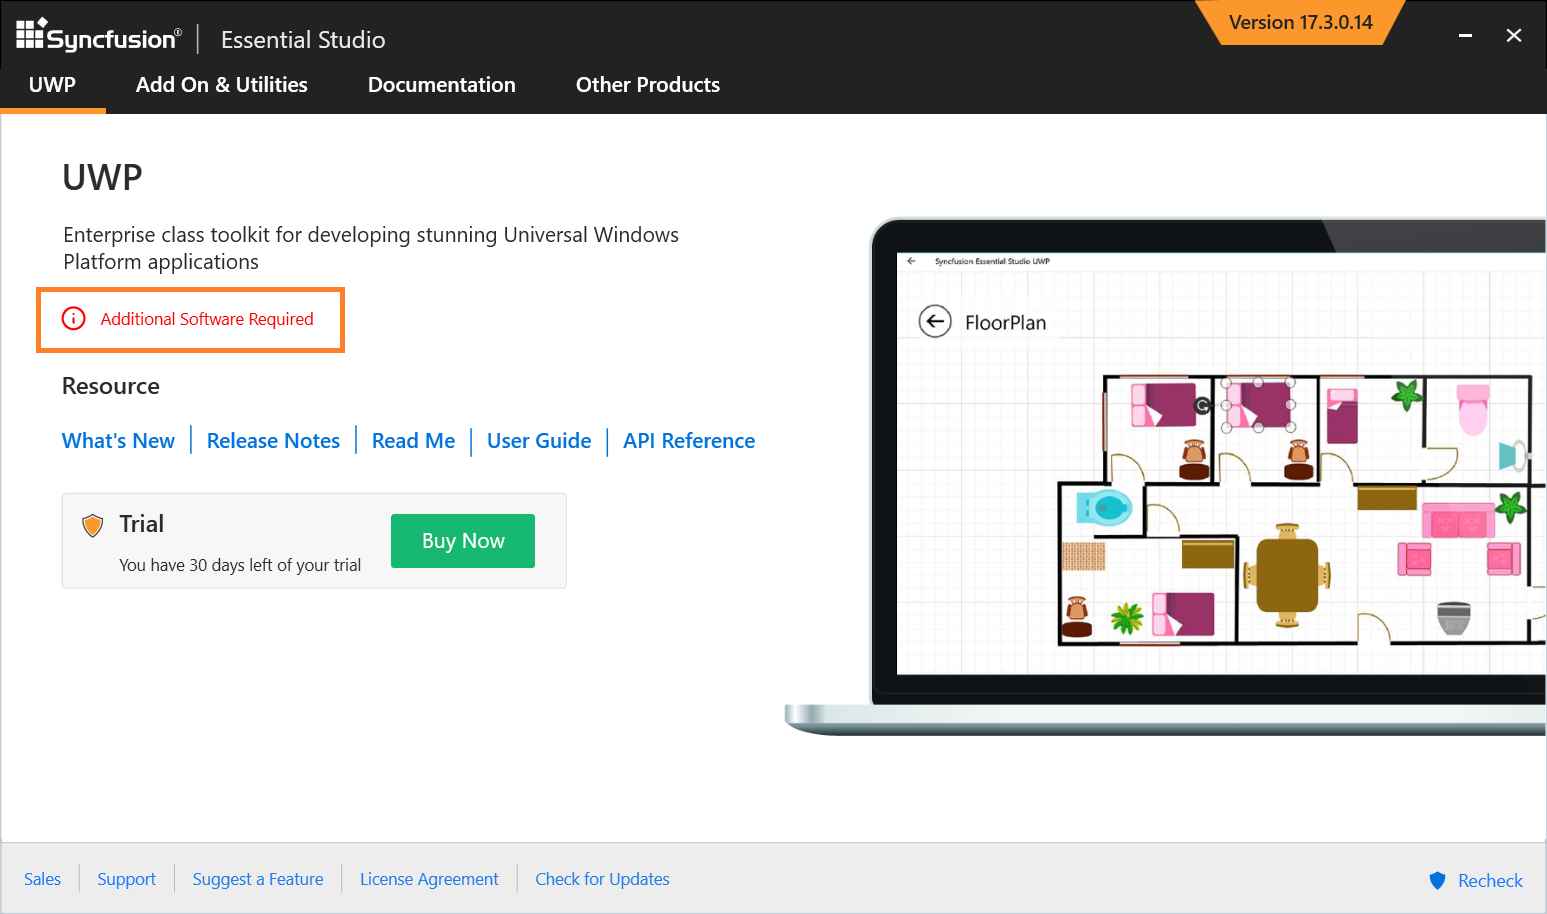 Syncfusion® Essential Studio
Version 17.3.0.14
UWP Add On & Utilities Documentation Other Products
UWP
Enterprise class toolkit for developing stunning Universal Windows
Platform applications
Additional Software Required
Resource
What's New Release Notes Read Me User Guide API Reference
Trial
You have 30 days left of your trial
Buy Now
Syncfusion Essential Studio UWP
FloorPlan
Sales Support Suggest a Feature License Agreement Check for Updates
Recheck